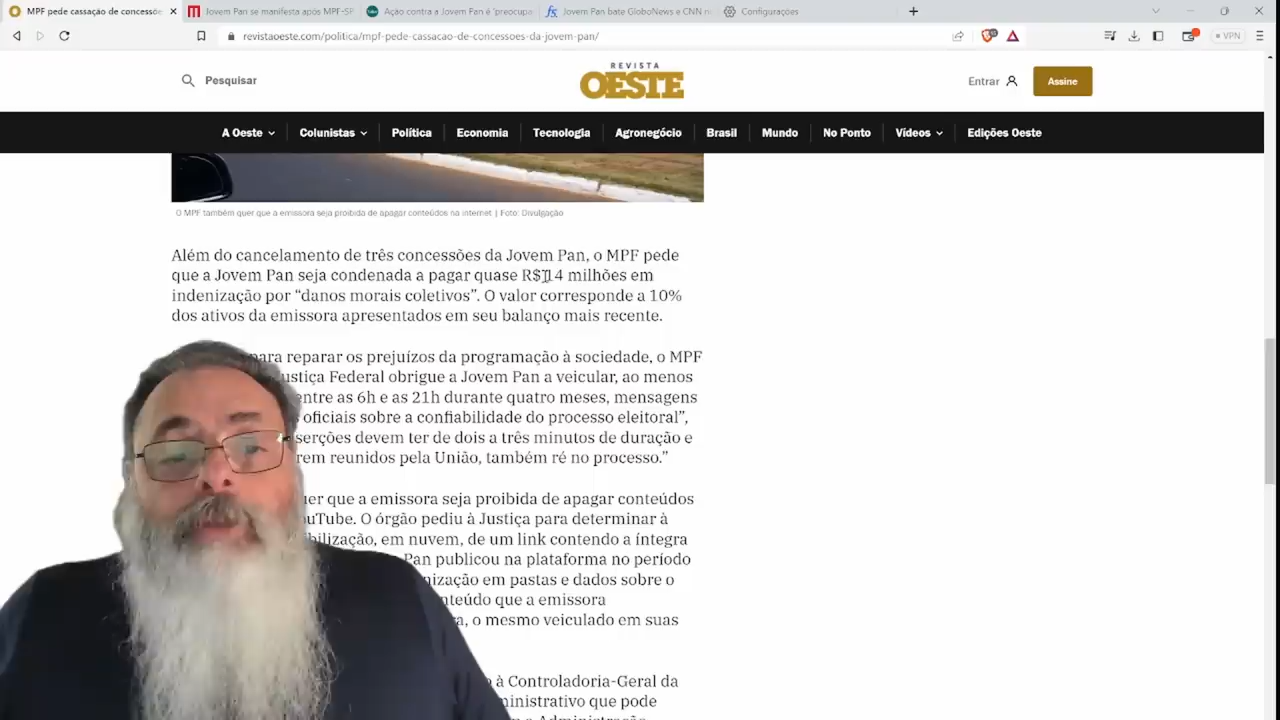 MPF pede cassação de concessõe
Jovem Pan se manifesta após MPF-SP
Ação contra a Jovem Pan é 'preocupa
Jovem Pan bate GloboNews e CNN n
Configurações
revistaoeste.com/politica/mpf-pede-cassacao-de-concessoes-da-jovem-pan/
VPN
Pesquisar
REVISTA
OESTE
Entrar
Assine
A Oeste
Colunistas
Política
Economia
Tecnologia
Agronegócio
Brasil
Mundo
No Ponto
Vídeos
Edições Oeste
O MPF também quer que a emissora seja proibida de apagar conteúdos na internet | Foto: Divulgação
Além do cancelamento de três concessões da Jovem Pan, o MPF pede
que a Jovem Pan seja condenada a pagar quase R$14 milhões em
indenização por “danos morais coletivos”. O valor corresponde a 10%
dos ativos da emissora apresentados em seu balanço mais recente.
para reparar os prejuízos da programação à sociedade, o MPF
ustiça Federal obrigue a Jovem Pan a veicular, ao menos
entre as 6h e as 21h durante quatro meses, mensagens
oficiais sobre a confiabilidade do processo eleitoral”,
serções devem ter de dois a três minutos de duração e
rem reunidos pela União, também ré no processo.”
uer que a emissora seja proibida de apagar conteúdos
ouTube. O órgão pediu à Justiça para determinar à
bilização, em nuvem, de um link contendo a íntegra
Pan publicou na plataforma no período
nização em pastas e dados sobre o
nteúdo que a emissora
a, o mesmo veiculado em suas
à Controladoria-Geral da
ministrativo que pode